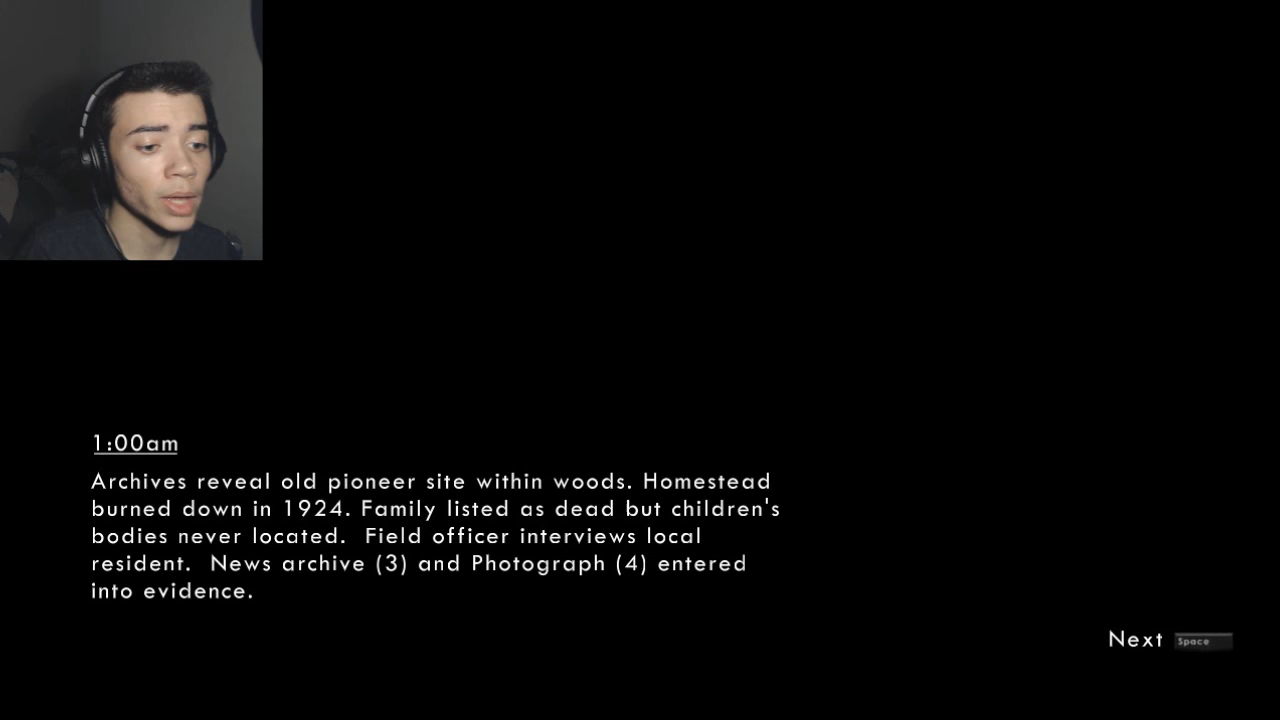 1:00am
Archives reveal old pioneer site within woods. Homestead
burned down in 1924. Family listed as dead but children's
bodies never located.  Field officer interviews local
resident.  News archive (3) and Photograph (4) entered
into evidence.
Next Space